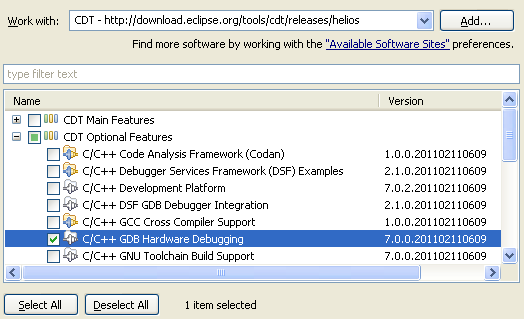 Work with: CDT - http://download.eclipse.org/tools/cdt/releases/helios Add...
Find more software by working with the "Available Software Sites" preferences.
type filter text
Name Version
CDT Main Features
CDT Optional Features
C/C++ Code Analysis Framework (Codan) 1.0.0.201102110609
C/C++ Debugger Services Framework (DSF) Examples 2.1.0.201102110609
C/C++ Development Platform 7.0.2.201102110609
C/C++ DSF GDB Debugger Integration 2.1.0.201102110609
C/C++ GCC Cross Compiler Support 1.0.0.201102110609
C/C++ GDB Hardware Debugging 7.0.0.201102110609
C/C++ GNU Toolchain Build Support 7.0.0.201102110609
Select All Deselect All 1 item selected